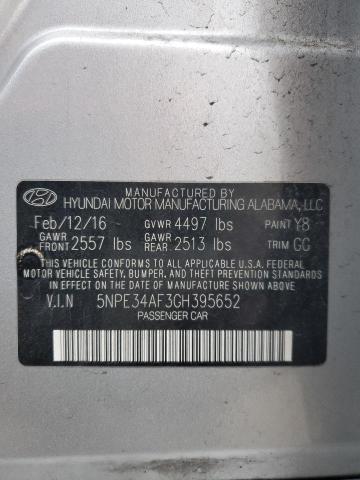 MANUFACTURED BY
HYUNDAI MOTOR MANUFACTURING ALABAMA, LLC
Feb/12/16 GVWR 4497 lbs PAINT Y8
GAWR FRONT 2557 lbs GAWR REAR 2513 lbs TRIM GG
THIS VEHICLE CONFORMS TO ALL APPLICABLE U.S.A. FEDERAL
MOTOR VEHICLE SAFETY, BUMPER, AND THEFT PREVENTION
STANDARDS IN EFFECT ON THE DATE OF MANUFACTURE SHOWN ABOVE.
V.I.N 5NPE34AF3GH395652
PASSENGER CAR